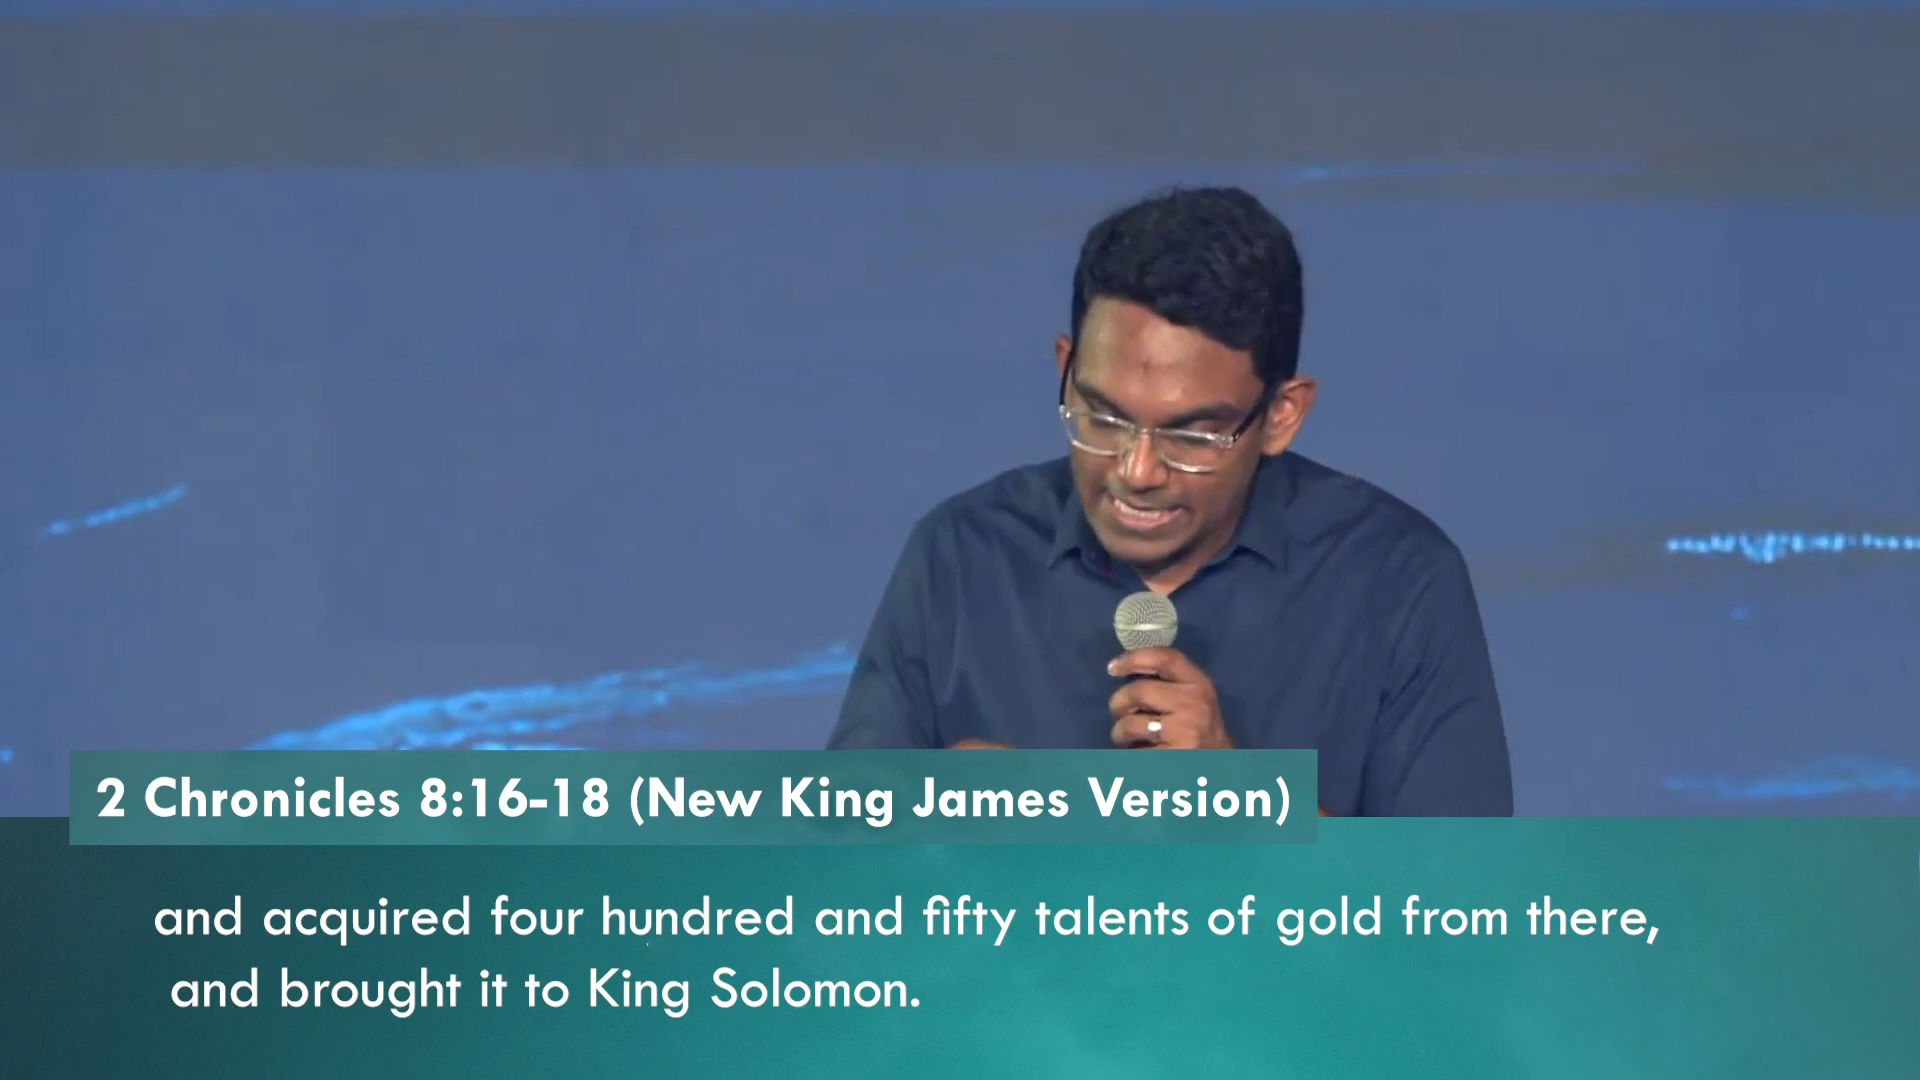 2 Chronicles 8:16-18 (New King James Version)
and acquired four hundred and fifty talents of gold from there,
and brought it to King Solomon.